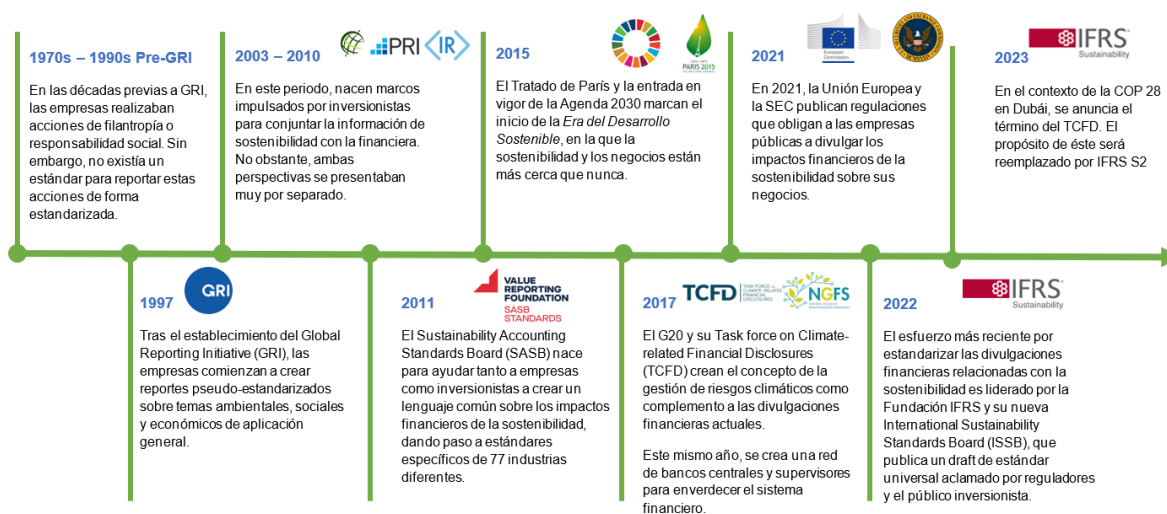 1970s – 1990s Pre-GRI
En las décadas previas a GRI,
las empresas realizaban
acciones de filantropía o
responsabilidad social. Sin
embargo, no existía un
estándar para reportar estas
acciones de forma
estandarizada.
1997
GRI
Tras el establecimiento del Global
Reporting Initiative (GRI), las
empresas comienzan a crear
reportes pseudo-estandarizados
sobre temas ambientales, sociales
y económicos de aplicación
general.
2003 – 2010
PRI
<IR>
En este periodo, nacen marcos
impulsados por inversionistas
para conjuntar la información de
sostenibilidad con la financiera.
No obstante, ambas
perspectivas se presentaban
muy por separado.
2011
VALUE
REPORTING
FOUNDATION
SASB
STANDARDS
El Sustainability Accounting
Standards Board (SASB) nace
para ayudar tanto a empresas
como inversionistas a crear un
lenguaje común sobre los impactos
financieros de la sostenibilidad,
dando paso a estándares
específicos de 77 industrias
diferentes.
2015
PARIS 2015
El Tratado de París y la entrada en
vigor de la Agenda 2030 marcan el
inicio de la Era del Desarrollo
Sostenible, en la que la
sostenibilidad y los negocios están
más cerca que nunca.
2017
TCFD
TASK FORCE ON
CLIMATE-RELATED
FINANCIAL
DISCLOSURES
NGFS
El G20 y su Task force on Climate-
related Financial Disclosures
(TCFD) crean el concepto de la
gestión de riesgos climáticos como
complemento a las divulgaciones
financieras actuales.
Este mismo año, se crea una red
de bancos centrales y supervisores
para enverdecer el sistema
financiero.
2021
European
Commission
En 2021, la Unión Europea y
la SEC publican regulaciones
que obligan a las empresas
públicas a divulgar los
impactos financieros de la
sostenibilidad sobre sus
negocios.
2022
IFRS
Sustainability
El esfuerzo más reciente por
estandarizar las divulgaciones
financieras relacionadas con la
sostenibilidad es liderado por la
Fundación IFRS y su nueva
International Sustainability
Standards Board (ISSB), que
publica un draft de estándar
universal aclamado por reguladores
y el público inversionista.
2023
IFRS
Sustainability
En el contexto de la COP 28
en Dubái, se anuncia el
término del TCFD. El
propósito de éste será
reemplazado por IFRS S2